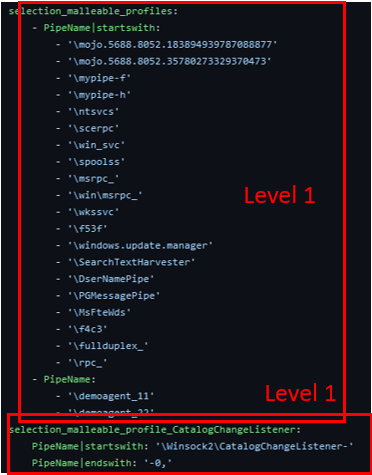 selection_malleable_profiles:
- PipeName|startswith:
- '\mojo.5688.8052.183894939787088877'
- '\mojo.5688.8052.35780273329370473'
- '\mypipe-f'
- '\mypipe-h'
- '\ntsvcs'
- '\scerpc'
- '\win_svc'
- '\spoolss'
- '\msrpc_'
- '\win\msrpc_'
- '\wkssvc'
- '\f53f'
- '\windows.update.manager'
- '\SearchTextHarvester'
- '\DserNamePipe'
- '\PGMessagePipe'
- '\MsFteWds'
- '\f4c3'
- '\fullduplex_'
- '\rpc_'
Level 1
- PipeName:
- '\demoagent_11'
- '\demoagent_22'
Level 1
selection_malleable_profile_CatalogChangeListener:
PipeName|startswith: '\Winsock2\CatalogChangeListener-'
PipeName|endswith: '-0,'